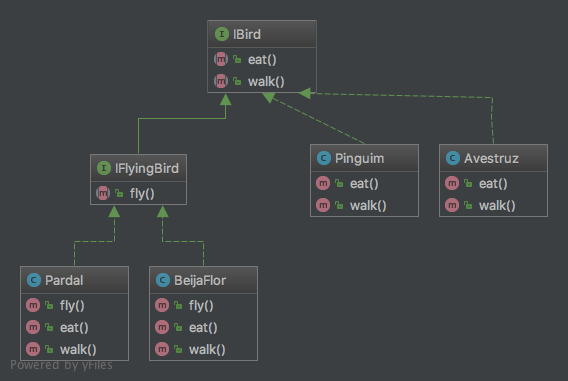 I IBird
m eat()
m walk()
I IFlyingBird
m fly()
C Pinguim
m eat()
m walk()
C Avestruz
m eat()
m walk()
C Pardal
m fly()
m eat()
m walk()
C BeijaFlor
m fly()
m eat()
m walk()
Powered by yFiles